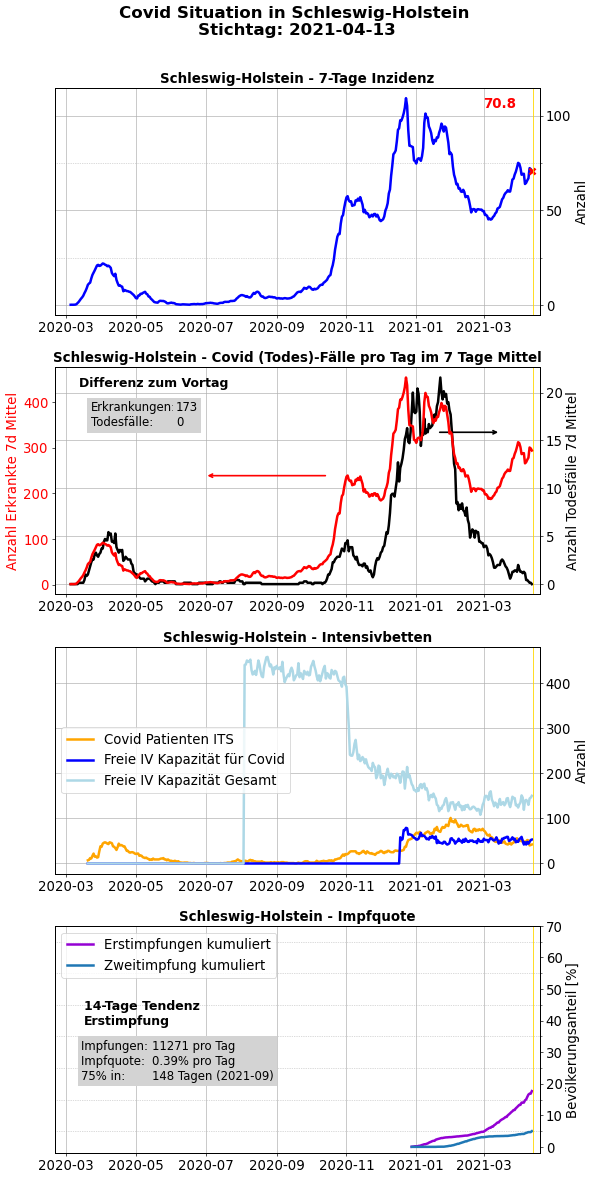 Covid Situation in Schleswig-Holstein
Stichtag: 2021-04-13
Schleswig-Holstein - 7-Tage Inzidenz
70.8
100
50
0
Anzahl
2020-03 2020-05 2020-07 2020-09 2020-11 2021-01 2021-03
Schleswig-Holstein - Covid (Todes)-Fälle pro Tag im 7 Tage Mittel
Differenz zum Vortag
Erkrankungen: 173
Todesfälle: 0
Anzahl Erkrankte 7d Mittel
400
300
200
100
0
20
15
10
5
0
Anzahl Todesfälle 7d Mittel
2020-03 2020-05 2020-07 2020-09 2020-11 2021-01 2021-03
Schleswig-Holstein - Intensivbetten
Covid Patienten ITS
Freie IV Kapazität für Covid
Freie IV Kapazität Gesamt
400
300
200
100
0
Anzahl
2020-03 2020-05 2020-07 2020-09 2020-11 2021-01 2021-03
Schleswig-Holstein - Impfquote
Erstimpfungen kumuliert
Zweitimpfung kumuliert
14-Tage Tendenz
Erstimpfung
Impfungen: 11271 pro Tag
Impfquote: 0.39% pro Tag
75% in: 148 Tagen (2021-09)
70
60
50
40
30
20
10
0
Bevölkerungsanteil [%]
2020-03 2020-05 2020-07 2020-09 2020-11 2021-01 2021-03